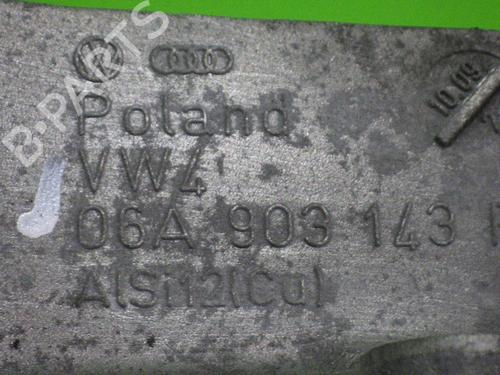 B-PARTS
Poland
10.09
VW4
06A 903 143
AlSi12(Cu)